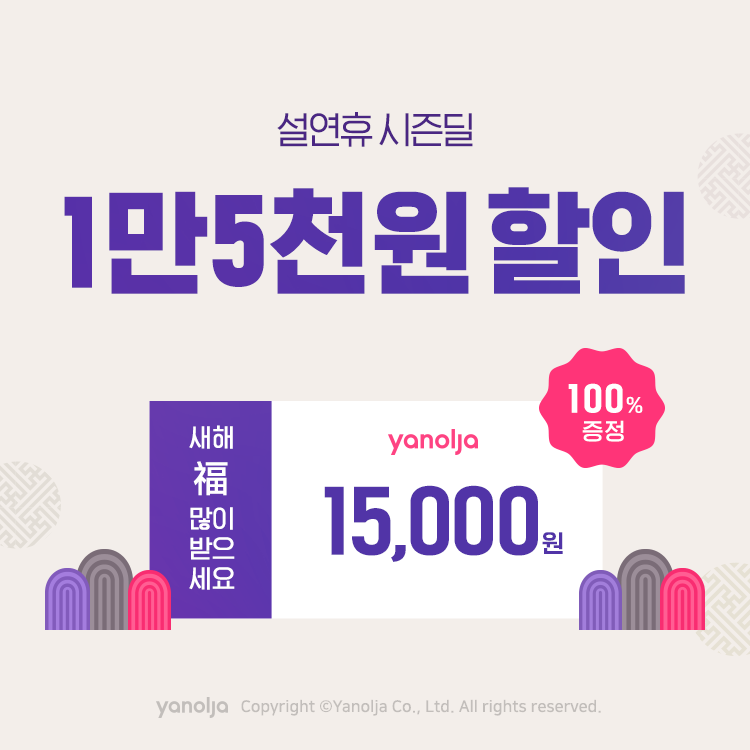 설연휴 시즌딜
1만5천원 할인
100%
증정
새해
福
많이
받으
세요
yanolja
15,000원
yanolja Copyright ©Yanolja Co., Ltd. All rights reserved.